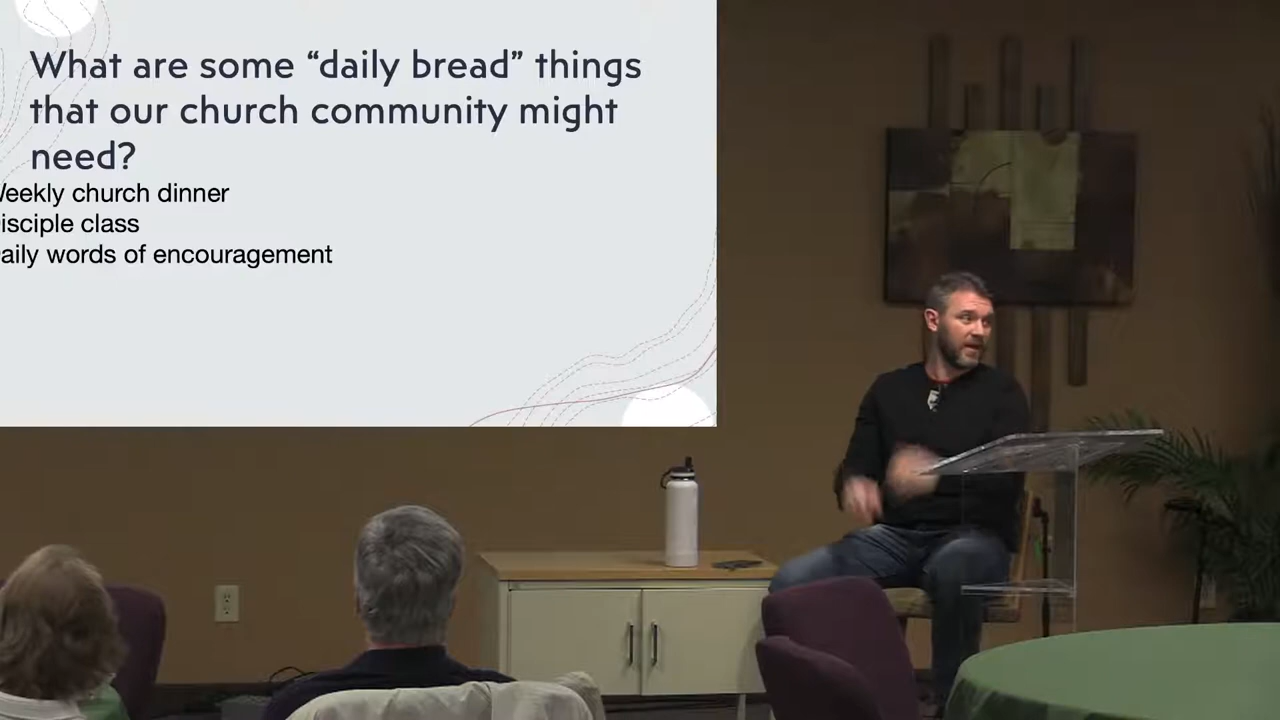 What are some “daily bread” things
that our church community might
need?
Weekly church dinner
isciple class
aily words of encouragement